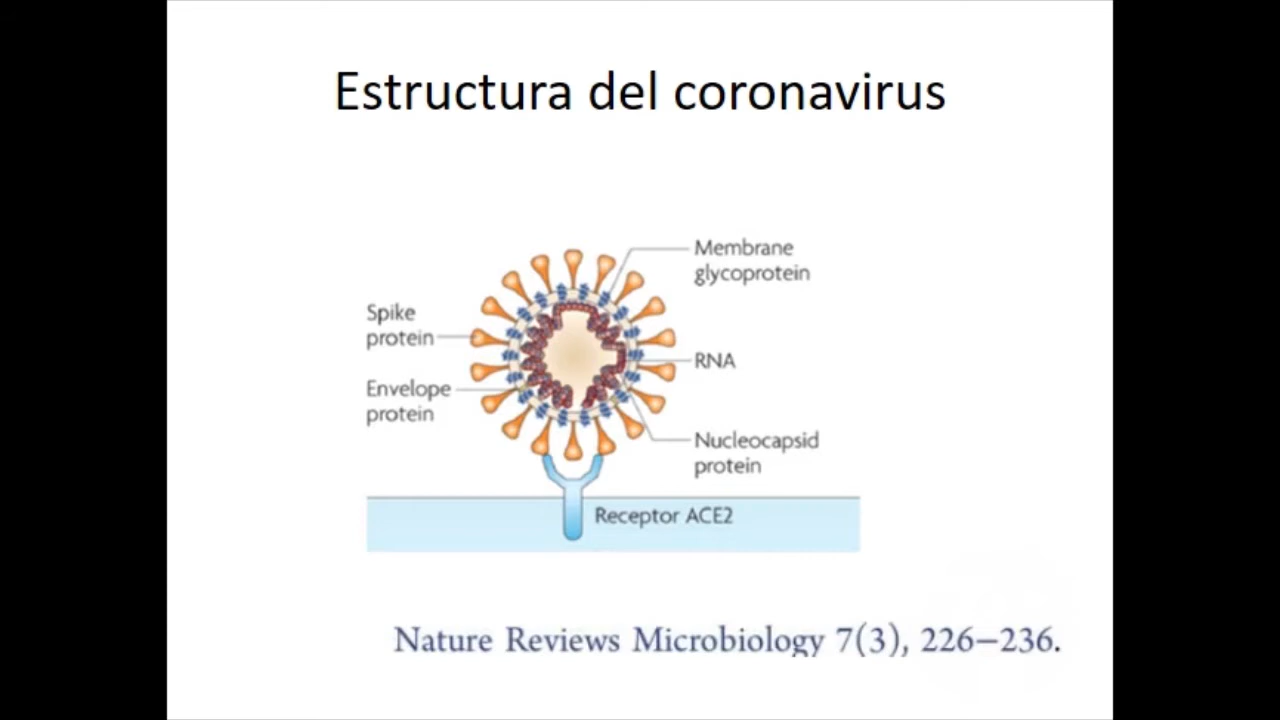 Estructura del coronavirus
Membrane
glycoprotein
Spike
protein
RNA
Envelope
protein
Nucleocapsid
protein
Receptor ACE2
Nature Reviews Microbiology 7(3), 226–236.